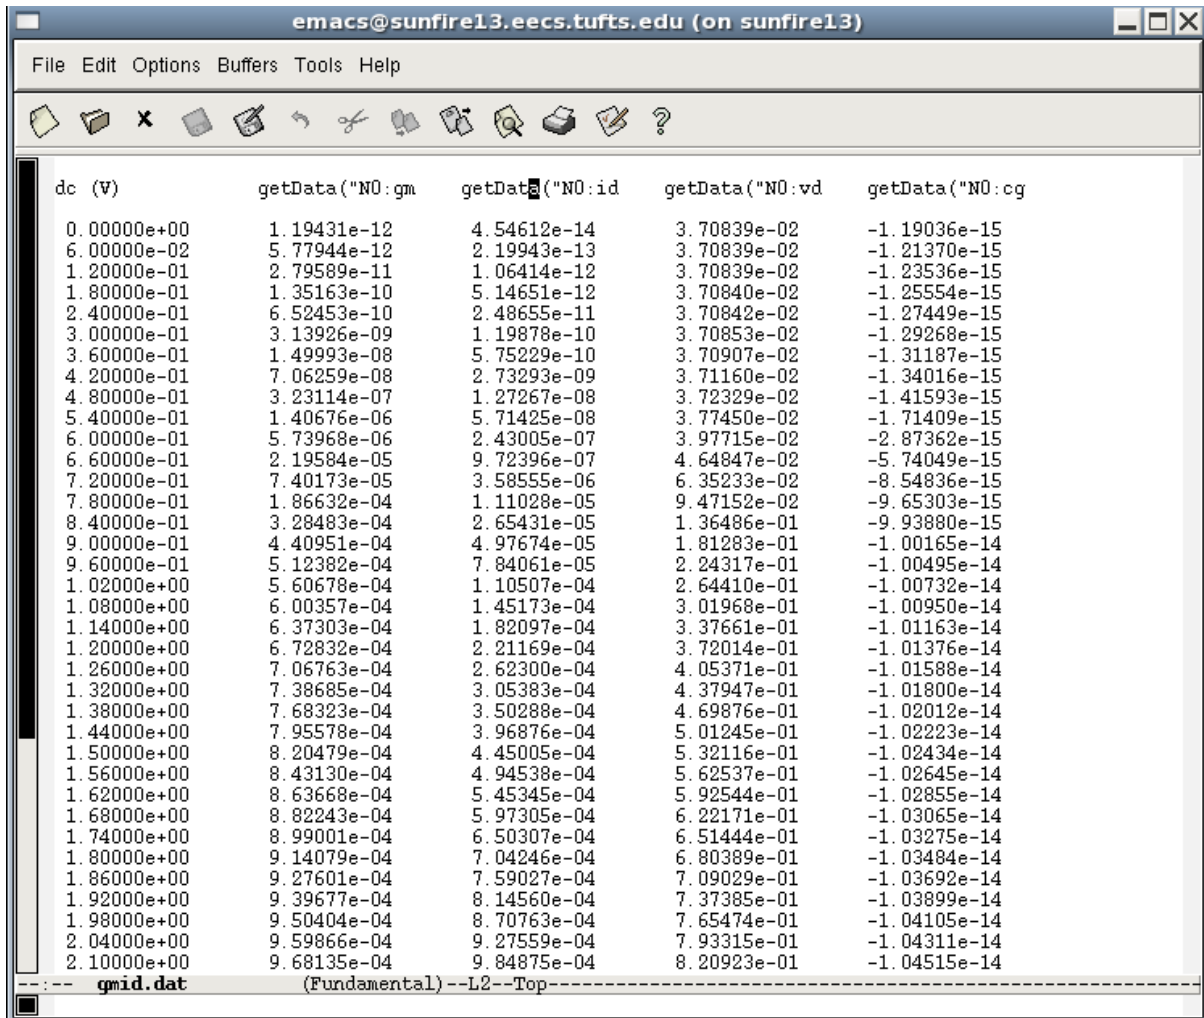 emacs@sunfire13.eecs.tufts.edu (on sunfire13)
File Edit Options Buffers Tools Help
dc (V) getData("N0:gm getData("N0:id getData("N0:vd getData("N0:cg
0.00000e+00 1.19431e-12 4.54612e-14 3.70839e-02 -1.19036e-15
6.00000e-02 5.77944e-12 2.19943e-13 3.70839e-02 -1.21370e-15
1.20000e-01 2.79589e-11 1.06414e-12 3.70839e-02 -1.23536e-15
1.80000e-01 1.35163e-10 5.14651e-12 3.70840e-02 -1.25554e-15
2.40000e-01 6.52453e-10 2.48655e-11 3.70842e-02 -1.27449e-15
3.00000e-01 3.13926e-09 1.19878e-10 3.70853e-02 -1.29268e-15
3.60000e-01 1.49993e-08 5.75229e-10 3.70907e-02 -1.31187e-15
4.20000e-01 7.06259e-08 2.73293e-09 3.71160e-02 -1.34016e-15
4.80000e-01 3.23114e-07 1.27267e-08 3.72329e-02 -1.41593e-15
5.40000e-01 1.40676e-06 5.71425e-08 3.77450e-02 -1.71409e-15
6.00000e-01 5.73968e-06 2.43005e-07 3.97715e-02 -2.87362e-15
6.60000e-01 2.19584e-05 9.72396e-07 4.64847e-02 -5.74049e-15
7.20000e-01 7.40173e-05 3.58555e-06 6.35233e-02 -8.54836e-15
7.80000e-01 1.86632e-04 1.11028e-05 9.47152e-02 -9.65303e-15
8.40000e-01 3.28483e-04 2.65431e-05 1.36486e-01 -9.93880e-15
9.00000e-01 4.40951e-04 4.97674e-05 1.81283e-01 -1.00165e-14
9.60000e-01 5.12382e-04 7.84061e-05 2.24317e-01 -1.00495e-14
1.02000e+00 5.60678e-04 1.10507e-04 2.64410e-01 -1.00732e-14
1.08000e+00 6.00357e-04 1.45173e-04 3.01968e-01 -1.00950e-14
1.14000e+00 6.37303e-04 1.82097e-04 3.37661e-01 -1.01163e-14
1.20000e+00 6.72832e-04 2.21169e-04 3.72014e-01 -1.01376e-14
1.26000e+00 7.06763e-04 2.62300e-04 4.05371e-01 -1.01588e-14
1.32000e+00 7.38685e-04 3.05383e-04 4.37947e-01 -1.01800e-14
1.38000e+00 7.68323e-04 3.50288e-04 4.69876e-01 -1.02012e-14
1.44000e+00 7.95578e-04 3.96876e-04 5.01245e-01 -1.02223e-14
1.50000e+00 8.20479e-04 4.45005e-04 5.32116e-01 -1.02434e-14
1.56000e+00 8.43130e-04 4.94538e-04 5.62537e-01 -1.02645e-14
1.62000e+00 8.63668e-04 5.45345e-04 5.92544e-01 -1.02855e-14
1.68000e+00 8.82243e-04 5.97305e-04 6.22171e-01 -1.03065e-14
1.74000e+00 8.99001e-04 6.50307e-04 6.51444e-01 -1.03275e-14
1.80000e+00 9.14079e-04 7.04246e-04 6.80389e-01 -1.03484e-14
1.86000e+00 9.27601e-04 7.59027e-04 7.09029e-01 -1.03692e-14
1.92000e+00 9.39677e-04 8.14560e-04 7.37385e-01 -1.03899e-14
1.98000e+00 9.50404e-04 8.70763e-04 7.65474e-01 -1.04105e-14
2.04000e+00 9.59866e-04 9.27559e-04 7.93315e-01 -1.04311e-14
2.10000e+00 9.68135e-04 9.84875e-04 8.20923e-01 -1.04515e-14
--:-- gmid.dat (Fundamental)--L2--Top----------------------------------------